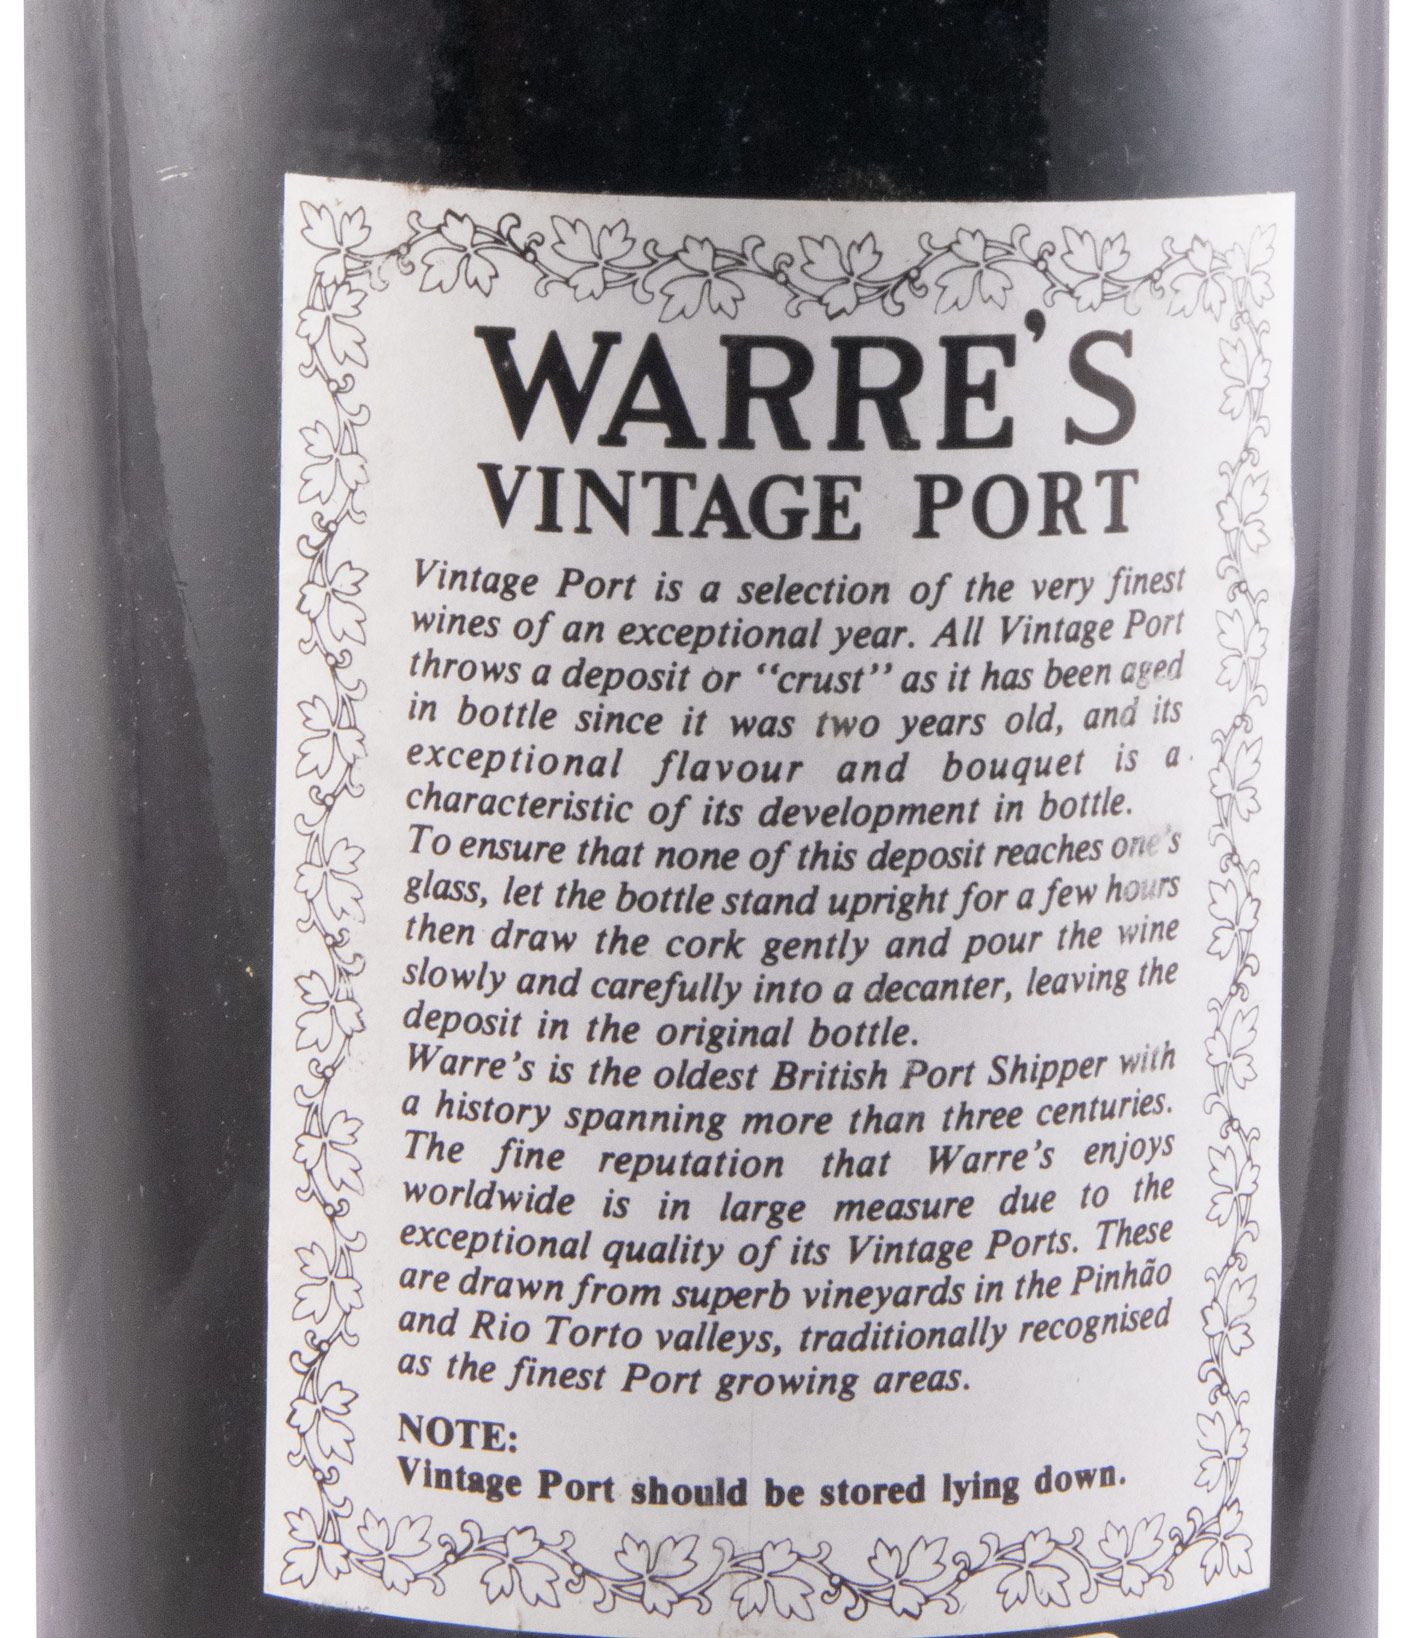 WARRE'S
VINTAGE PORT
Vintage Port is a selection of the very finest
wines of an exceptional year. All Vintage Port
throws a deposit or "crust" as it has been aged
in bottle since it was two years old, and its
exceptional flavour and bouquet is a
characteristic of its development in bottle.
To ensure that none of this deposit reaches one's
glass, let the bottle stand upright for a few hours
then draw the cork gently and pour the wine
slowly and carefully into a decanter, leaving the
deposit in the original bottle.
Warre's is the oldest British Port Shipper with
a history spanning more than three centuries.
The fine reputation that Warre's enjoys
worldwide is in large measure due to the
exceptional quality of its Vintage Ports. These
are drawn from superb vineyards in the Pinhão
and Rio Torto valleys, traditionally recognised
as the finest Port growing areas.
NOTE:
Vintage Port should be stored lying down.